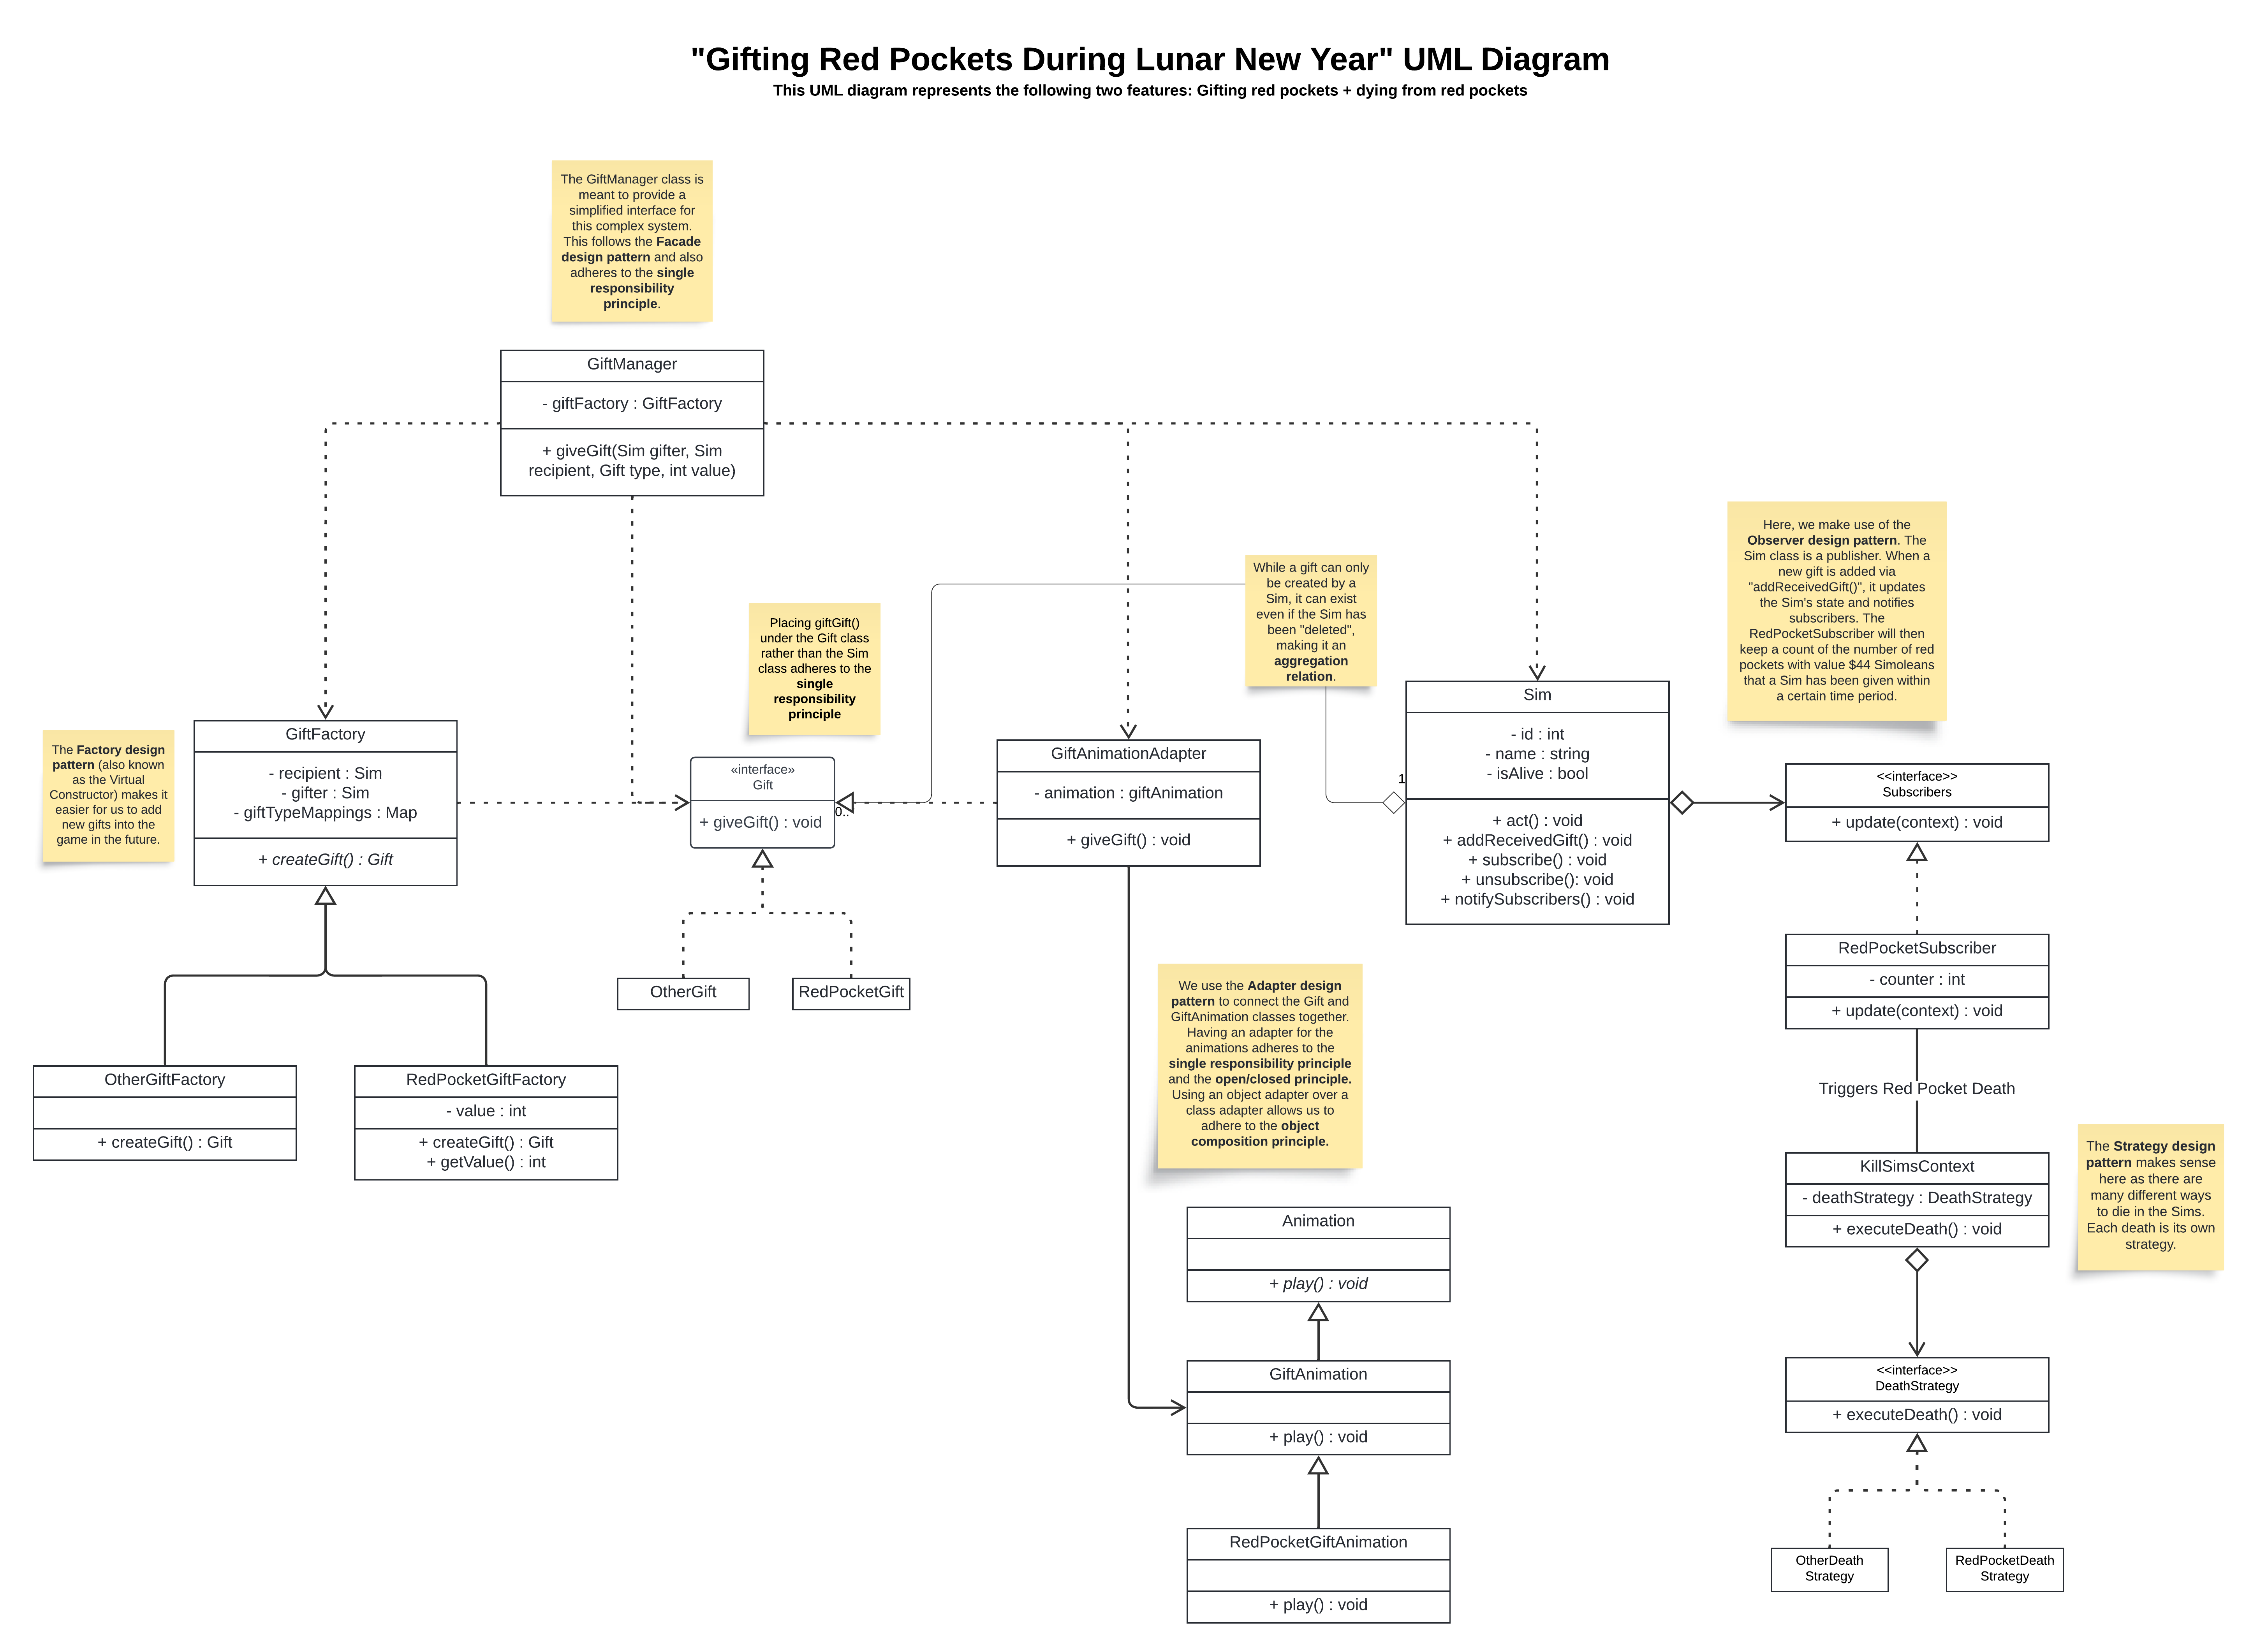 "Gifting Red Pockets During Lunar New Year" UML Diagram
This UML diagram represents the following two features: Gifting red pockets + dying from red pockets
The GiftManager class is
meant to provide a
simplified interface for
this complex system.
This follows the Facade
design pattern and also
adheres to the single
responsibility
principle.
GiftManager
- giftFactory : GiftFactory
+ giveGift(Sim gifter, Sim
recipient, Gift type, int value)
Here, we make use of the
Observer design pattern. The
Sim class is a publisher. When a
new gift is added via
"addReceivedGift()", it updates
the Sim's state and notifies
subscribers. The
RedPocketSubscriber will then
keep a count of the number of red
pockets with value $44 Simoleans
that a Sim has been given within
a certain time period.
While a gift can only
be created by a
Sim, it can exist
even if the Sim has
been "deleted",
making it an
aggregation
relation.
Placing giftGift()
under the Gift class
rather than the Sim
class adheres to the
single
responsibility
principle
The Factory design
pattern (also known
as the Virtual
Constructor) makes it
easier for us to add
new gifts into the
game in the future.
GiftFactory
- recipient : Sim
- gifter : Sim
- giftTypeMappings : Map
+ createGift() : Gift
«interface»
Gift
+ giveGift() : void
0..
GiftAnimationAdapter
- animation : giftAnimation
+ giveGift() : void
1
Sim
- id : int
- name : string
- isAlive : bool
+ act() : void
+ addReceivedGift() : void
+ subscribe() : void
+ unsubscribe(): void
+ notifySubscribers() : void
<<interface>>
Subscribers
+ update(context) : void
OtherGift
RedPocketGift
RedPocketSubscriber
- counter : int
+ update(context) : void
We use the Adapter design
pattern to connect the Gift and
GiftAnimation classes together.
Having an adapter for the
animations adheres to the
single responsibility principle
and the open/closed principle.
Using an object adapter over a
class adapter allows us to
adhere to the object
composition principle.
OtherGiftFactory
+ createGift() : Gift
RedPocketGiftFactory
- value : int
+ createGift() : Gift
+ getValue() : int
Triggers Red Pocket Death
KillSimsContext
- deathStrategy : DeathStrategy
+ executeDeath() : void
The Strategy design
pattern makes sense
here as there are
many different ways
to die in the Sims.
Each death is its own
strategy.
Animation
+ play() : void
GiftAnimation
+ play() : void
<<interface>>
DeathStrategy
+ executeDeath() : void
RedPocketGiftAnimation
+ play() : void
OtherDeath
Strategy
RedPocketDeath
Strategy